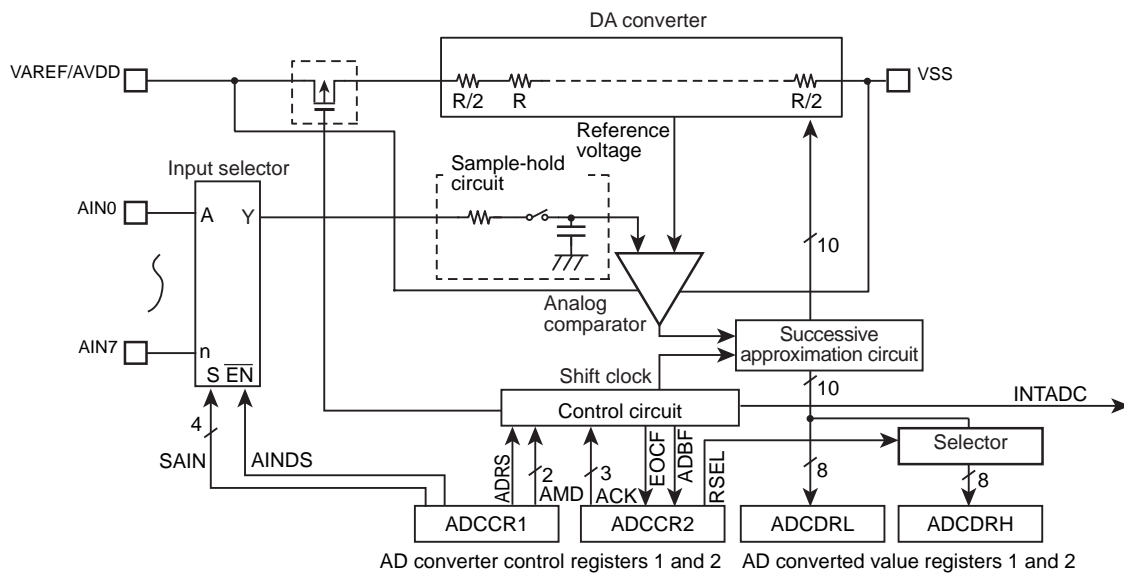 DA converter
VAREF/AVDD
VSS
R/2
R
R/2
Reference
voltage
Sample-hold
circuit
Input selector
AIN0
A
Y
10
Analog
comparator
AIN7
n
S
EN
Successive
approximation circuit
Shift clock
10
Control circuit
INTADC
4
SAIN
AINDS
ADRS
2
AMD
3
ACK
EOCF
ADBF
RSEL
Selector
8
8
ADCCR1
ADCCR2
ADCDRL
ADCDRH
AD converter control registers 1 and 2
AD converted value registers 1 and 2